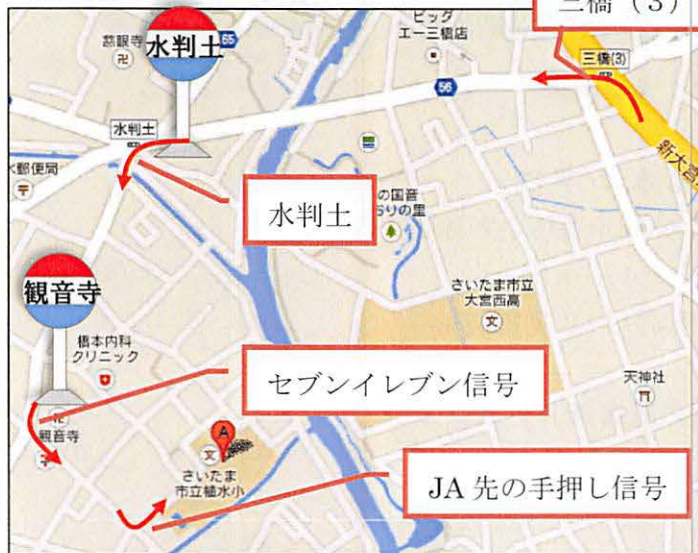 三橋（3）
ビッグ
エー三橋店
慈眼寺
水判土
65
三橋(3)
56
水判土
新大宮
郵便局
水判土
の国音
りの里
観音寺
さいたま市立
大宮西高
文
橋本内科
クリニック
セブンイレブン信号
天神社
観音寺
A
文
さいたま
市立植水小
JA 先の手押し信号